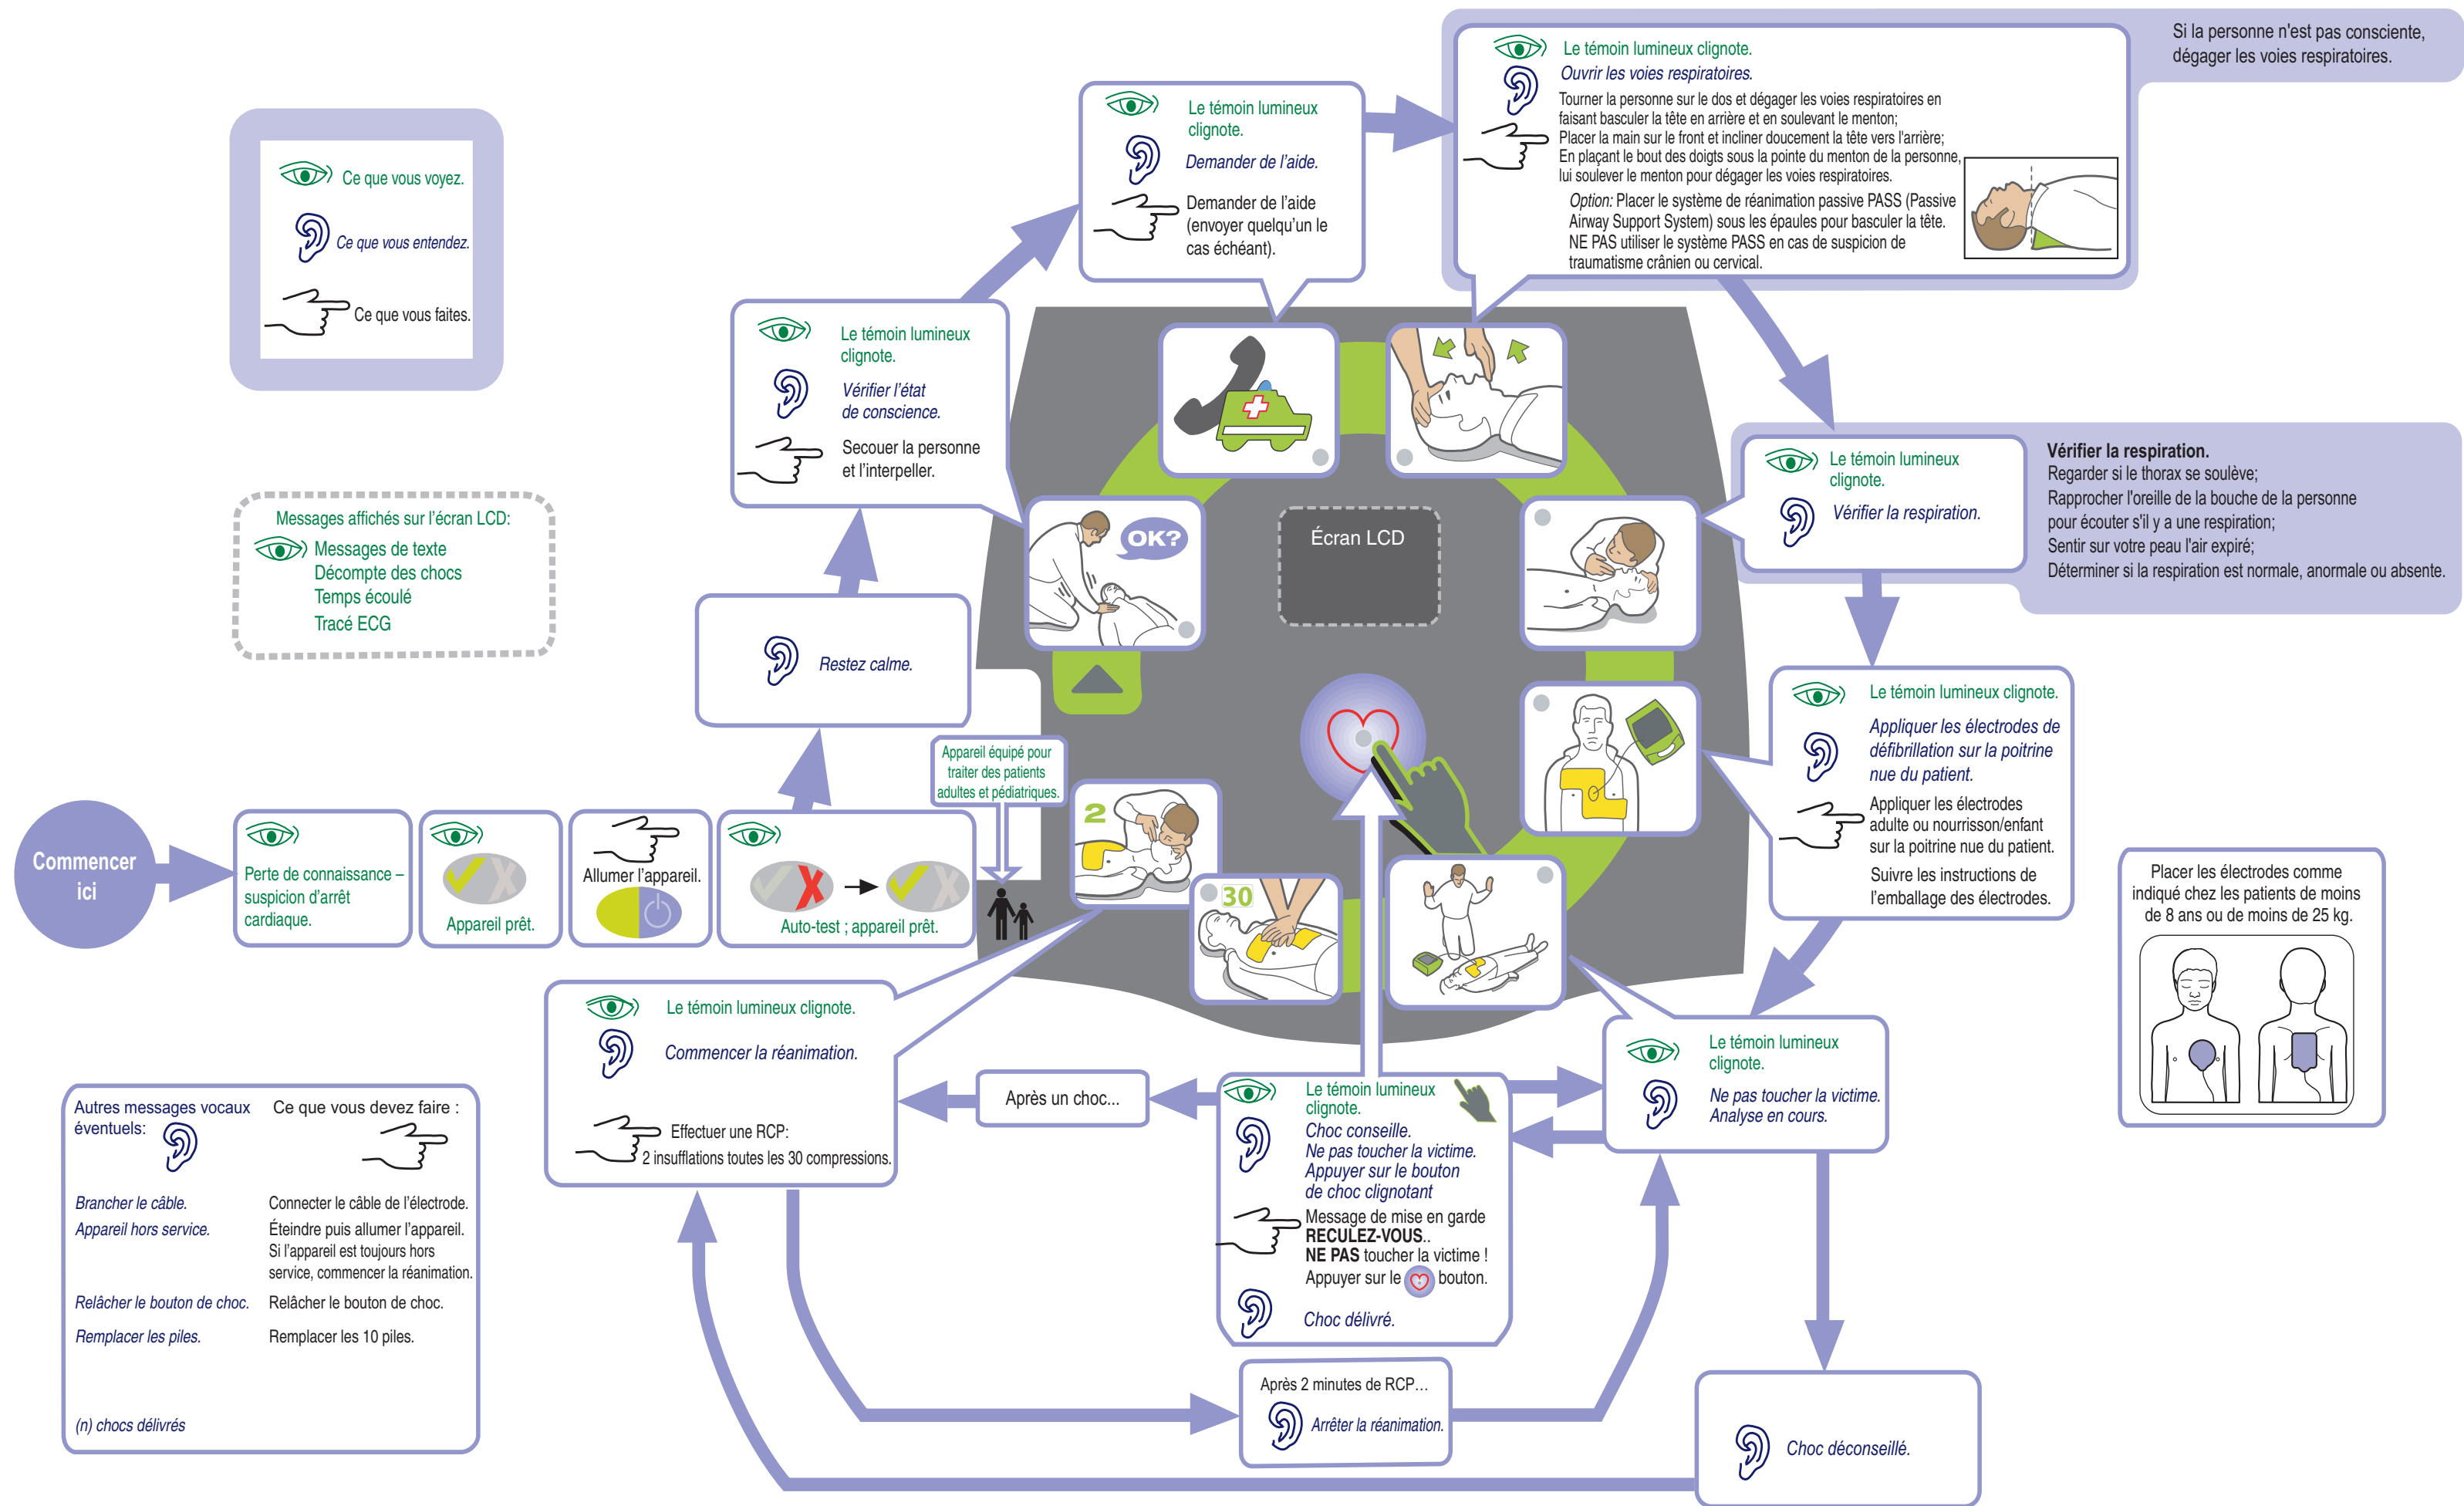 Si la personne n'est pas consciente,
dégager les voies respiratoires.
Le témoin lumineux clignote.
Ouvrir les voies respiratoires.
Tourner la personne sur le dos et dégager les voies respiratoires en
faisant basculer la tête en arrière et en soulevant le menton;
Placer la main sur le front et incliner doucement la tête vers l'arrière;
En plaçant le bout des doigts sous la pointe du menton de la personne,
lui soulever le menton pour dégager les voies respiratoires.
Option: Placer le système de réanimation passive PASS (Passive
Airway Support System) sous les épaules pour basculer la tête.
NE PAS utiliser le système PASS en cas de suspicion de
traumatisme crânien ou cervical.
Le témoin lumineux
clignote.
Demander de l'aide.
Demander de l'aide
(envoyer quelqu'un le
cas échéant).
Ce que vous voyez.
Ce que vous entendez.
Ce que vous faites.
Le témoin lumineux
clignote.
Vérifier l'état
de conscience.
Secouer la personne
et l'interpeller.
Le témoin lumineux
clignote.
Vérifier la respiration.
Vérifier la respiration.
Regarder si le thorax se soulève;
Rapprocher l'oreille de la bouche de la personne
pour écouter s'il y a une respiration;
Sentir sur votre peau l'air expiré;
Déterminer si la respiration est normale, anormale ou absente.
Messages affichés sur l'écran LCD:
Messages de texte
Décompte des chocs
Temps écoulé
Tracé ECG
OK?
Écran LCD
Restez calme.
Le témoin lumineux clignote.
Appliquer les électrodes de
défibrillation sur la poitrine
nue du patient.
Appliquer les électrodes
adulte ou nourrisson/enfant
sur la poitrine nue du patient.
Suivre les instructions de
l'emballage des électrodes.
Appareil équipé pour
traiter des patients
adultes et pédiatriques.
Commencer
ici
Perte de connaissance –
suspicion d'arrêt
cardiaque.
Appareil prêt.
Allumer l'appareil.
Auto-test ; appareil prêt.
2
30
Placer les électrodes comme
indiqué chez les patients de moins
de 8 ans ou de moins de 25 kg.
Le témoin lumineux clignote.
Commencer la réanimation.
Effectuer une RCP:
2 insufflations toutes les 30 compressions.
Après un choc...
Le témoin lumineux
clignote.
Choc conseille.
Ne pas toucher la victime.
Appuyer sur le bouton
de choc clignotant
Message de mise en garde
RECULEZ-VOUS..
NE PAS toucher la victime !
Appuyer sur le bouton.
Choc délivré.
Le témoin lumineux
clignote.
Ne pas toucher la victime.
Analyse en cours.
Autres messages vocaux
éventuels:
Ce que vous devez faire :
Brancher le câble.
Connecter le câble de l'électrode.
Appareil hors service.
Éteindre puis allumer l'appareil.
Si l'appareil est toujours hors
service, commencer la réanimation.
Relâcher le bouton de choc.
Relâcher le bouton de choc.
Remplacer les piles.
Remplacer les 10 piles.
(n) chocs délivrés
Après 2 minutes de RCP…
Arrêter la réanimation.
Choc déconseillé.